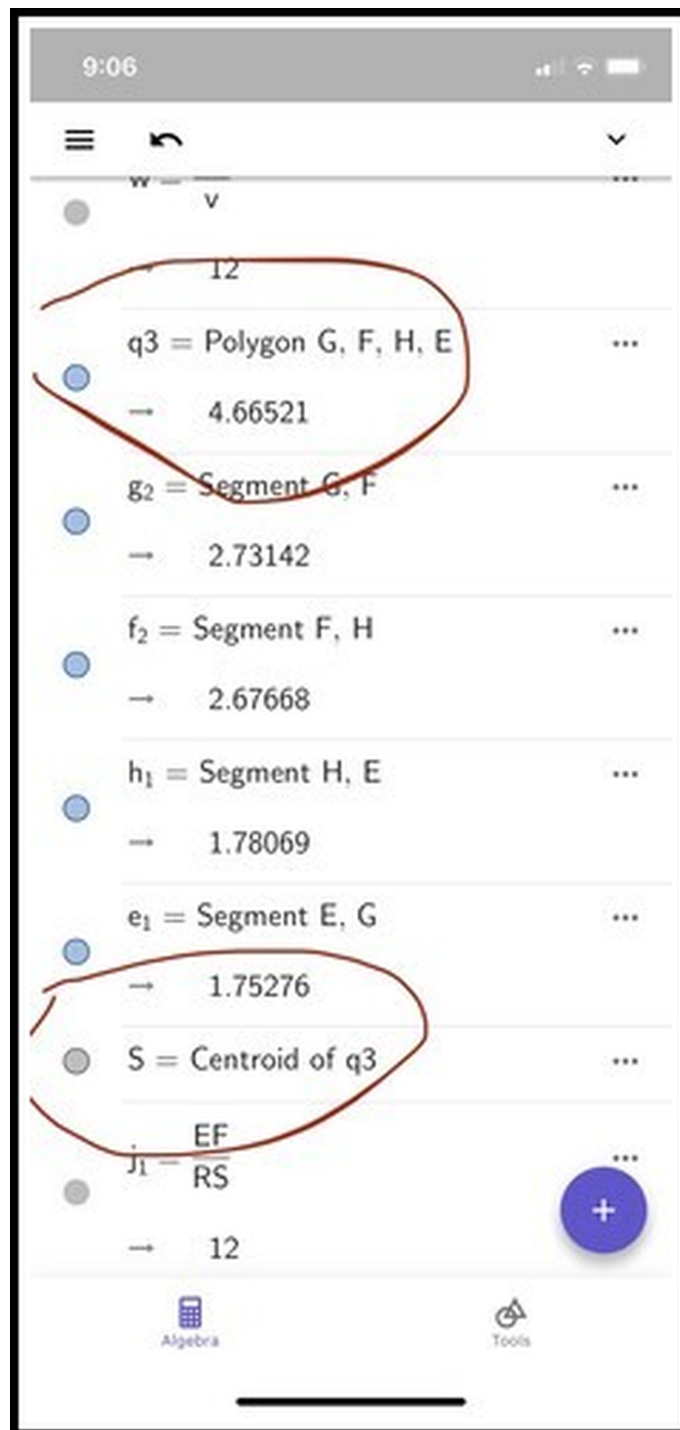 9:06
v
→ 12
q3 = Polygon G, F, H, E
→ 4.66521
g₂ = Segment G, F
→ 2.73142
f₂ = Segment F, H
→ 2.67668
h₁ = Segment H, E
→ 1.78069
e₁ = Segment E, G
→ 1.75276
S = Centroid of q3
j₁ = EF
RS
→ 12
Algebra
Tools